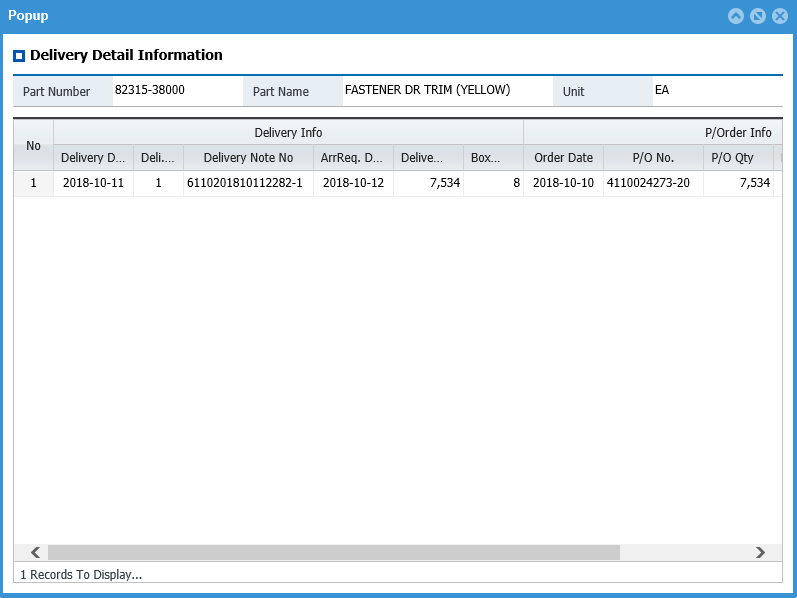 Popup
Delivery Detail Information
Part Number 82315-38000 Part Name FASTENER DR TRIM (YELLOW) Unit EA
No Delivery Info P/Order Info
Delivery D... Deli.... Delivery Note No ArrReq. D... Delive... Box... Order Date P/O No. P/O Qty
1 2018-10-11 1 6110201810112282-1 2018-10-12 7,534 8 2018-10-10 4110024273-20 7,534
1 Records To Display...